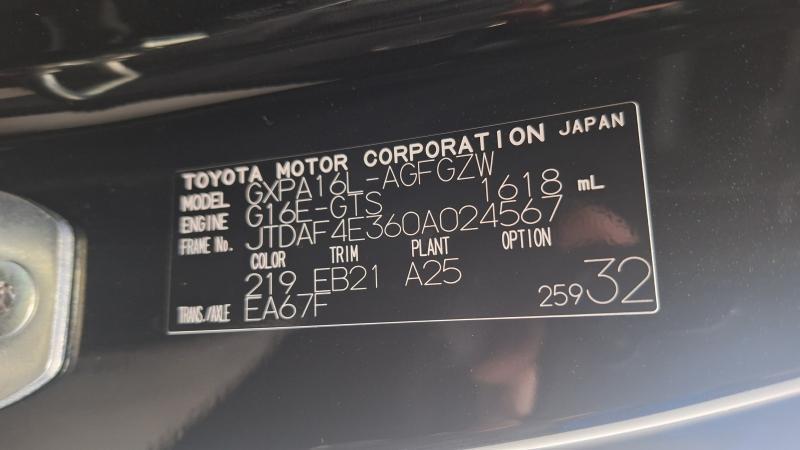 TOYOTA MOTOR CORPORATION JAPAN
MODEL GXPA16L-AGFGZW
ENGINE G16E-GTS 1618 mL
FRAME No. JTDAF4E360A024567
COLOR TRIM PLANT OPTION
219 EB21 A25
TRANS./AXLE EA67F 259 32